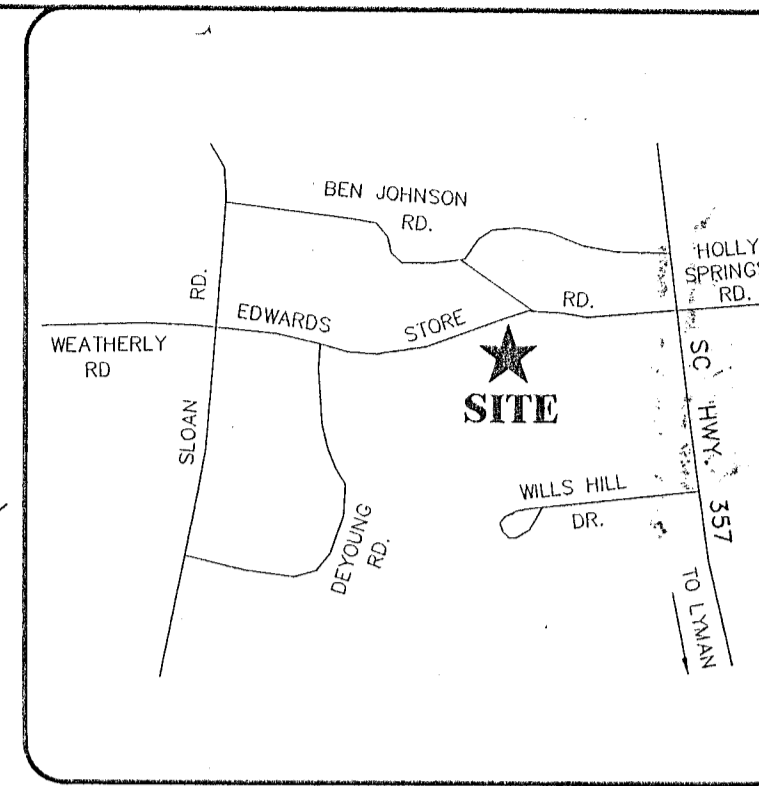 BEN JOHNSON
RD.
HOLLY
SPRINGS
RD.
RD.
RD.
EDWARDS
STORE
WEATHERLY
RD
SITE
SC HWY. 357
SLOAN
WILLS HILL
DR.
DEYOUNG
RD.
TO LYMAN